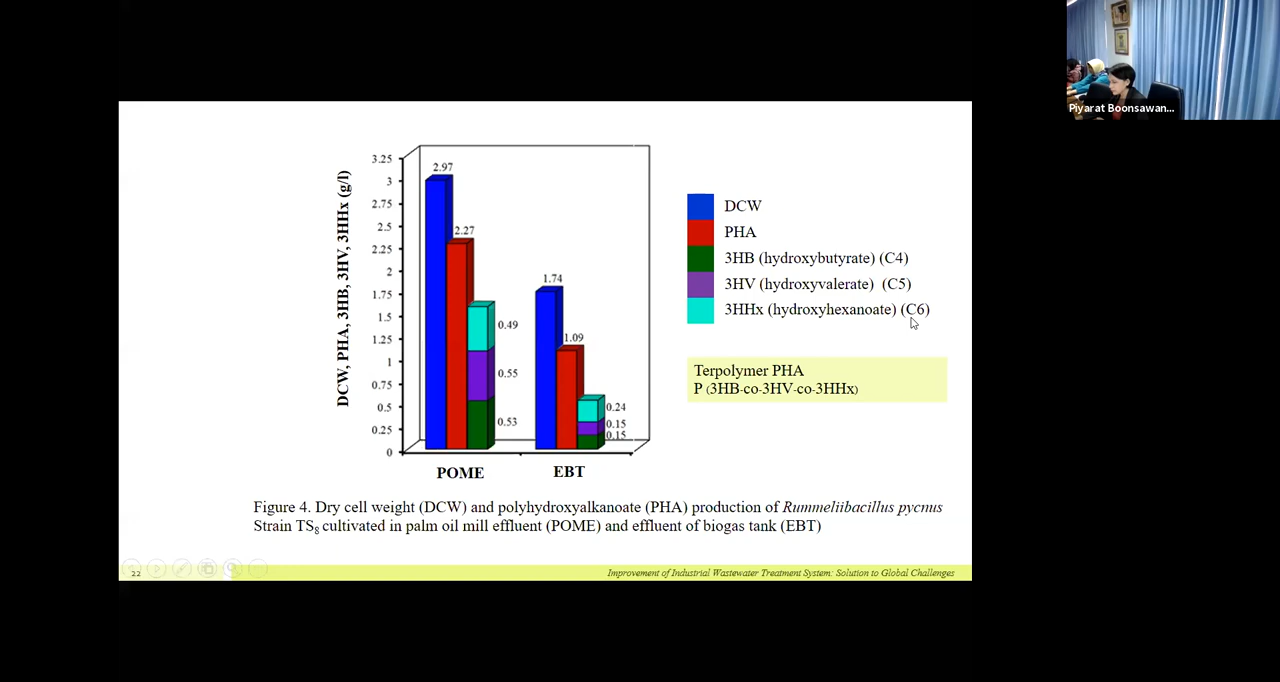 Piyarat Boonsawan...
DCW, PHA, 3HB, 3HV, 3HHx (g/l)
3.25
3
2.75
2.5
2.25
2
1.75
1.5
1.25
1
0.75
0.5
0.25
0
2.97
2.27
0.49
0.55
0.53
1.74
1.09
0.24
0.15
0.15
POME
EBT
DCW
PHA
3HB (hydroxybutyrate) (C4)
3HV (hydroxyvalerate) (C5)
3HHx (hydroxyhexanoate) (C6)
Terpolymer PHA
P (3HB-co-3HV-co-3HHx)
Figure 4. Dry cell weight (DCW) and polyhydroxyalkanoate (PHA) production of Rummeliibacillus pycnus
Strain TS8 cultivated in palm oil mill effluent (POME) and effluent of biogas tank (EBT)
22
Improvement of Industrial Wastewater Treatment System: Solution to Global Challenges